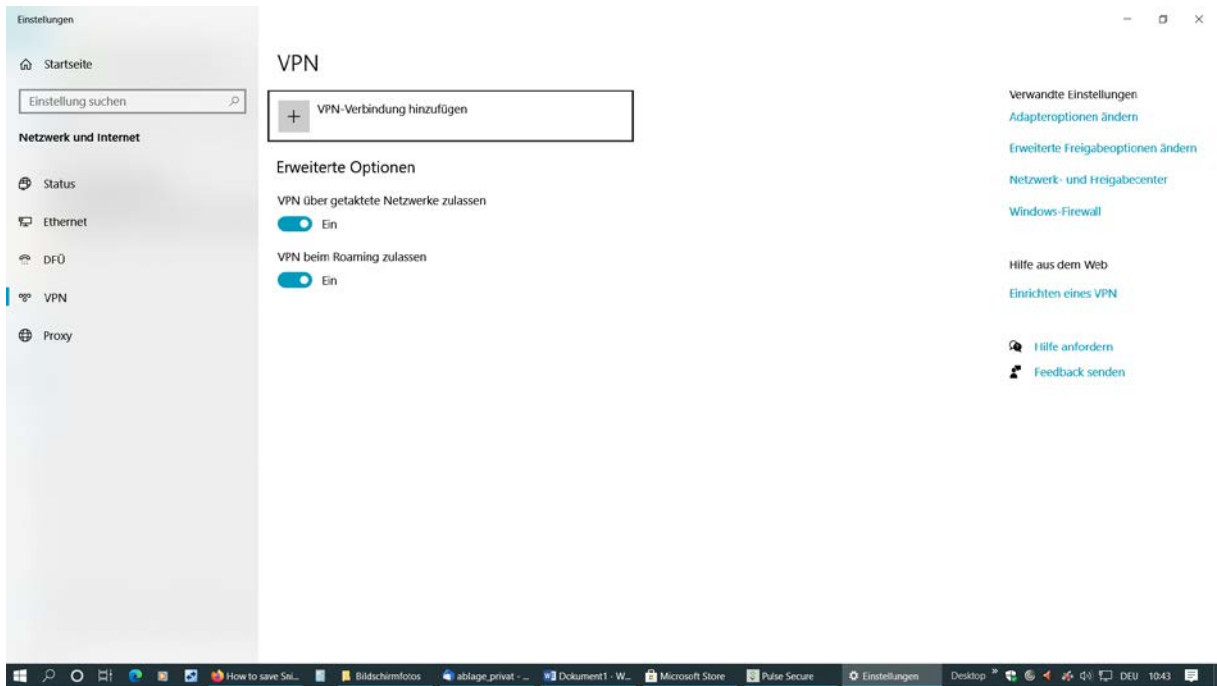 Einstellungen
Startseite
Einstellung suchen
Netzwerk und Internet
Status
Ethernet
DFÜ
VPN
Proxy
VPN
VPN-Verbindung hinzufügen
Erweiterte Optionen
VPN über getaktete Netzwerke zulassen
Ein
VPN beim Roaming zulassen
Ein
Verwandte Einstellungen
Adapteroptionen ändern
Erweiterte Freigabeoptionen ändern
Netzwerk- und Freigabecenter
Windows-Firewall
Hilfe aus dem Web
Einrichten eines VPN
Hilfe anfordern
Feedback senden
How to save Sni... Bildschirmfotos ablage_privat - ... Dokument1 - W... Microsoft Store Pulse Secure Einstellungen Desktop » DEU 10:43